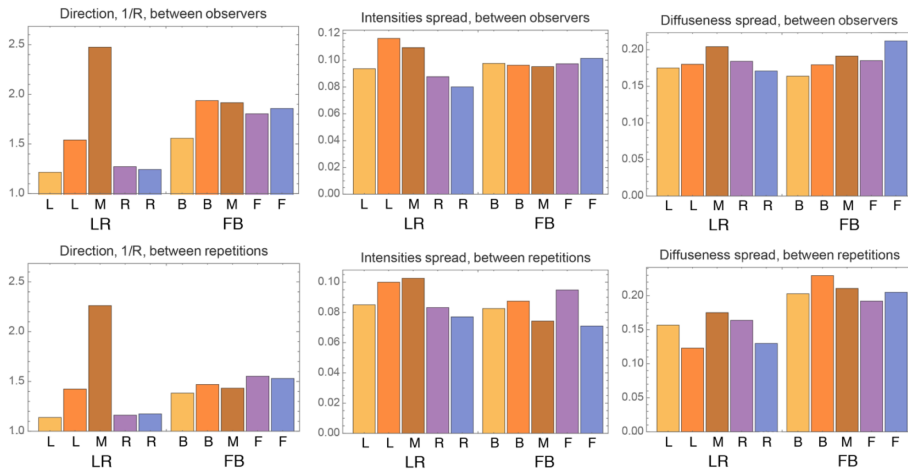 Direction, 1/R, between observers
2.5
2.0
1.5
1.0
L L M R R B B M F F
LR FB
Intensities spread, between observers
0.12
0.10
0.08
0.06
0.04
0.02
0.00
L L M R R B B M F F
LR FB
Diffuseness spread, between observers
0.20
0.15
0.10
0.05
0.00
L L M R R B B M F F
LR FB
Direction, 1/R, between repetitions
2.5
2.0
1.5
1.0
L L M R R B B M F F
LR FB
Intensities spread, between repetitions
0.10
0.08
0.06
0.04
0.02
0.00
L L M R R B B M F F
LR FB
Diffuseness spread, between repetitions
0.20
0.15
0.10
0.05
0.00
L L M R R B B M F F
LR FB